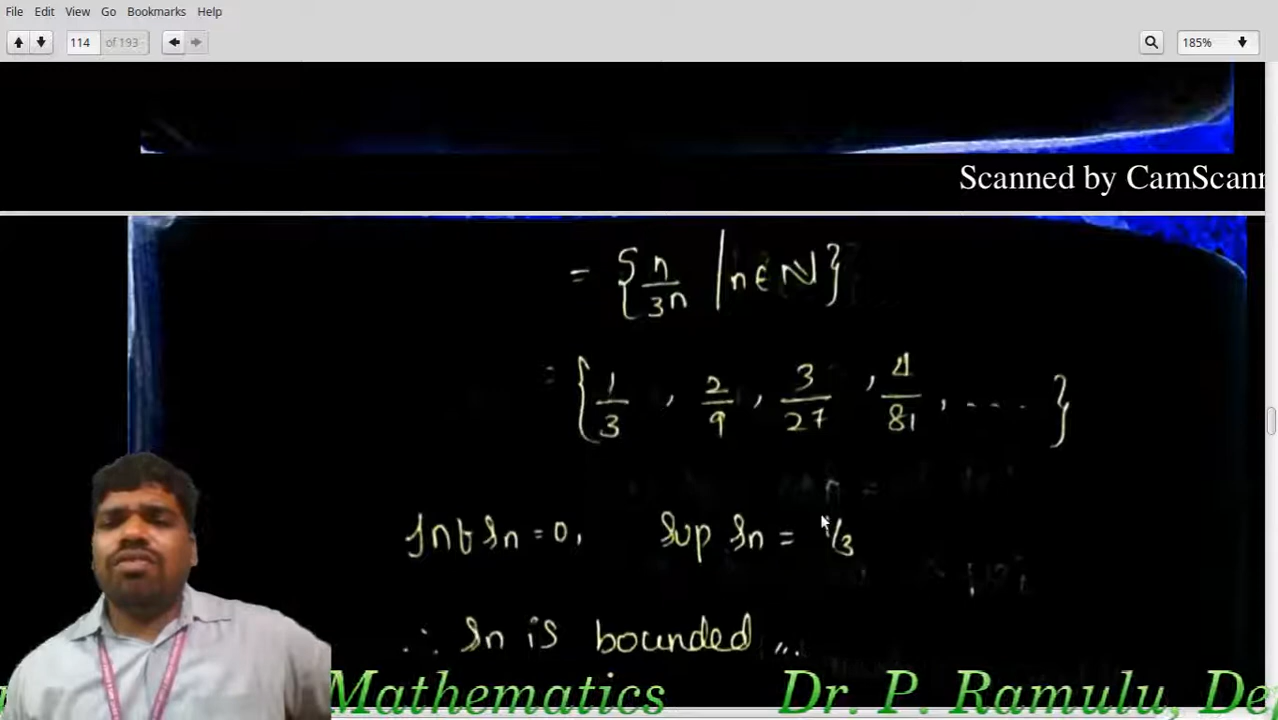 File Edit View Go Bookmarks Help
114 of 193 185%
Scanned by CamScann
= { n/3n | n ∈ N }
= { 1/3 , 2/9 , 3/27 , 4/81 , .... }
Inf Sn = 0, Sup Sn = 1/3
∴ Sn is bounded ,,.
Mathematics Dr. P. Ramulu, De